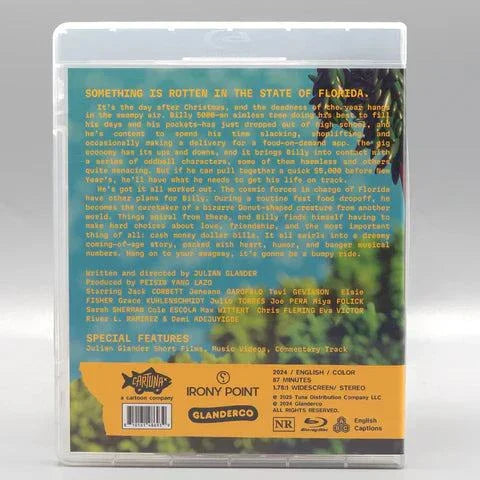 SOMETHING IS ROTTEN IN THE STATE OF FLORIDA.
It's the day after Christmas, and the deadness of the year hangs
in the swampy air. Billy 5000—an aimless teen doing his best to fill
his days and his pockets—has just dropped out of high school, and
he's content to spend his time slacking, shoplifting, and
occasionally making a delivery for a food-on-demand app. The gig
economy has its ups and downs, and it brings Billy into contact with
a series of oddball characters, some of them harmless and others
quite menacing. But if he can pull together a quick $5,000 before New
Year's, he'll have what he needs to get his life on track.
He's got it all worked out. The cosmic forces in charge of Florida
have other plans for Billy. During a routine fast food dropoff, he
becomes the caretaker of a bizarre Donut-shaped creature from another
world. Things spiral from there, and Billy finds himself having to
make hard choices about love, friendship, and the most important
thing of all: cash money dollar bills. It all swirls into a dreamy
coming-of-age story, packed with heart, humor, and banger musical
numbers. Hang on to your swagway, it's gonna be a bumpy ride.
Written and directed by JULIAN GLANDER
Produced by PEISIN YANG LAZO
Starring Jack CORBETT Janeane GAROFALO Tavi GEVINSON Elsie
FISHER Grace KUHLENSCHMIDT Julio TORRES Joe PERA Miya FOLICK
Sarah SHERMAN Cole ESCOLA Max WITTERT Chris FLEMING Eva VICTOR
River L. RAMIREZ & Demi ADEJUYIGBE
SPECIAL FEATURES
Julian Glander Short Films, Music Videos, Commentary Track
CARTUNA
a cartoon company
IRONY POINT
GLANDERCO
2024 / ENGLISH / COLOR
87 MINUTES
1.78:1 WIDESCREEN/ STEREO
© 2025 Tuna Distribution Company LLC
© 2024 Glanderco
ALL RIGHTS RESERVED.
NR
Blu-ray Disc
English
Captions